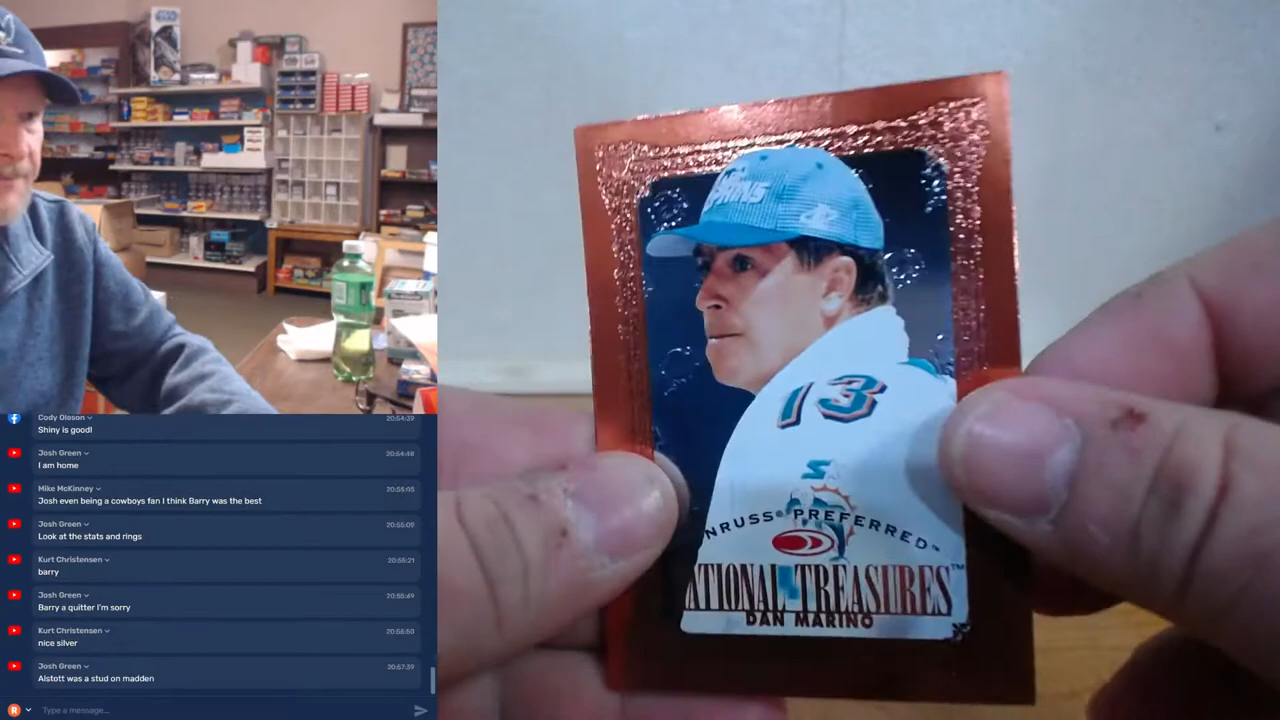 Cody Oleson
20:54:39
Shiny is good!
Josh Green
20:54:48
I am home
Mike McKinney
20:55:05
Josh even being a cowboys fan I think Barry was the best
Josh Green
20:55:09
Look at the stats and rings
Kurt Christensen
20:55:21
barry
Josh Green
20:55:49
Barry a quitter I'm sorry
Kurt Christensen
20:56:50
nice silver
Josh Green
20:57:39
Alstott was a stud on madden
R
Type a message...
13
NRUSS® PREFERRED™
ATIONAL TREASURES™
DAN MARINO